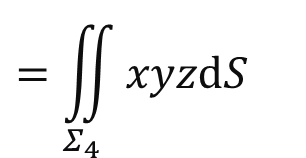 = ∬ xyzdS
Σ₄